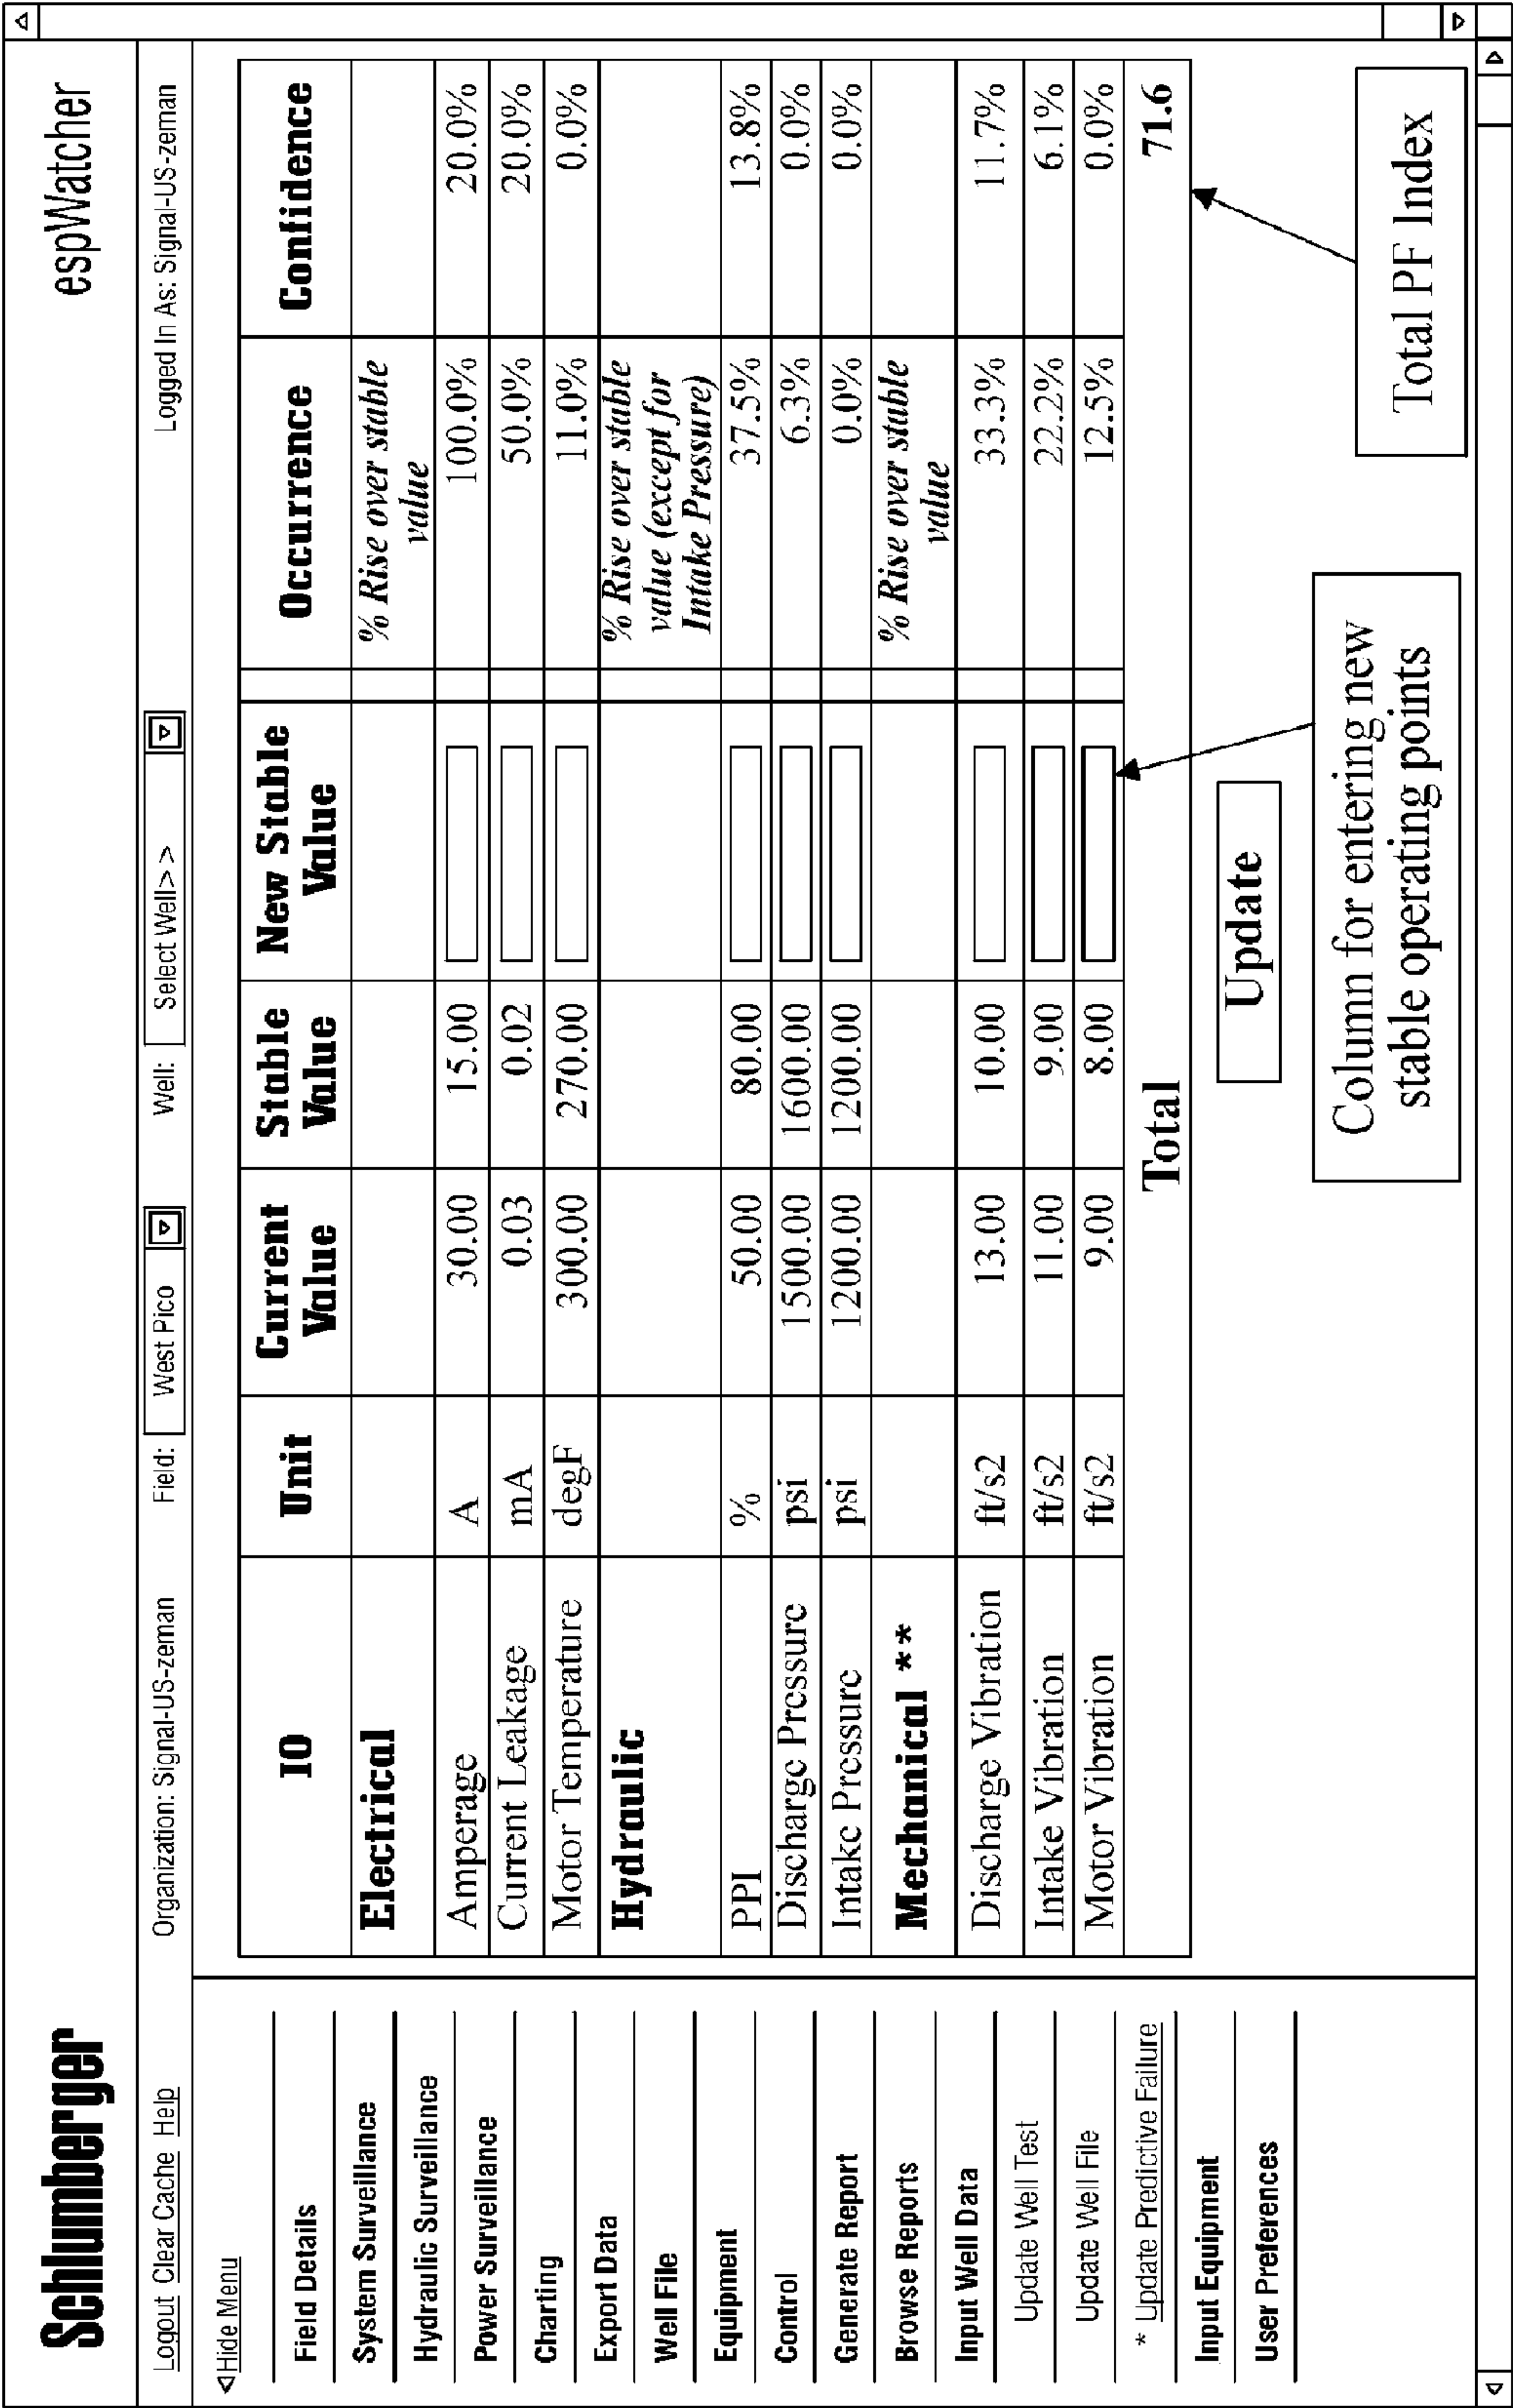 Schlumberger
espWatcher
Logout Clear Cache Help
Organization: Signal-US-zeman
Field: West Pico
Well: Select Well> >
Logged In As: Signal-US-zeman
Hide Menu
Field Details
System Surveillance
Hydraulic Surveillance
Power Surveillance
Charting
Export Data
Well File
Equipment
Control
Generate Report
Browse Reports
Input Well Data
Update Well Test
Update Well File
* Update Predictive Failure
Input Equipment
User Preferences
IO Unit Current Value Stable Value New Stable Value Occurrence Confidence
Electrical % Rise over stable value
Amperage A 30.00 15.00 100.0% 20.0%
Current Leakage mA 0.03 0.02 50.0% 20.0%
Motor Temperature degF 300.00 270.00 11.0% 0.0%
Hydraulic % Rise over stable value (except for Intake Pressure)
PPI % 50.00 80.00 37.5% 13.8%
Discharge Pressure psi 1500.00 1600.00 6.3% 0.0%
Intake Pressure psi 1200.00 1200.00 0.0% 0.0%
Mechanical ** % Rise over stable value
Discharge Vibration ft/s2 13.00 10.00 33.3% 11.7%
Intake Vibration ft/s2 11.00 9.00 22.2% 6.1%
Motor Vibration ft/s2 9.00 8.00 12.5% 0.0%
Total 71.6
Update
Column for entering new
stable operating points
Total PF Index